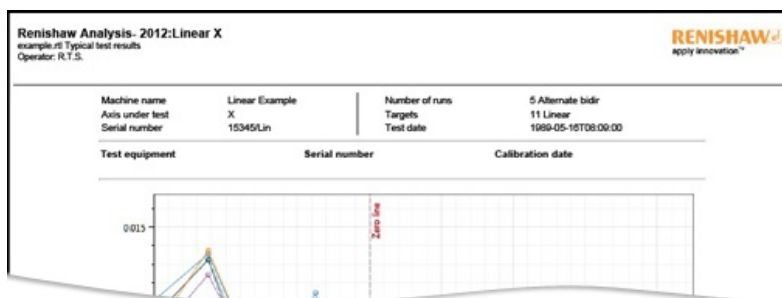 Renishaw Analysis- 2012:Linear X
example.rtl Typical test results
Operator: R.T.S.
RENISHAW
apply innovation™
Machine name Linear Example Number of runs 5 Alternate bidir
Axis under test X Targets 11 Linear
Serial number 15345/Lin Test date 1989-05-16T08:09:00
Test equipment Serial number Calibration date
0.015
Zero line